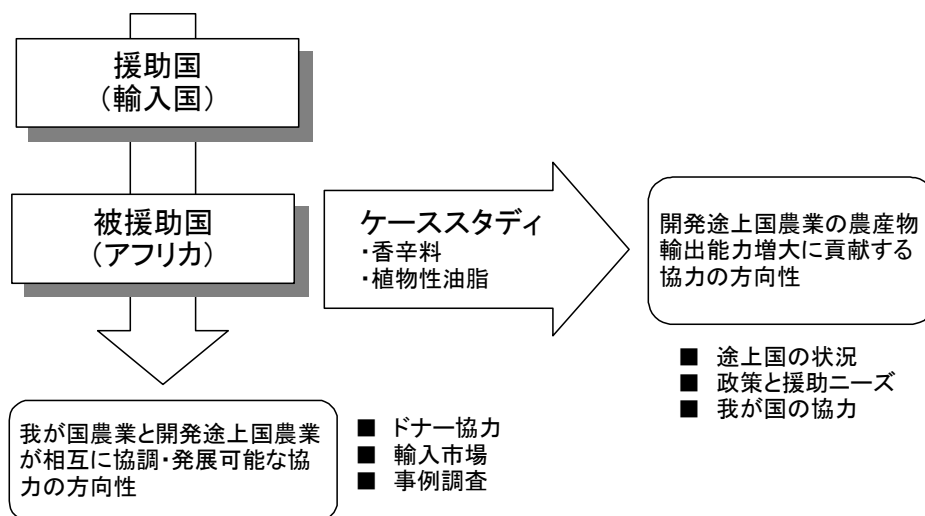 援助国
（輸入国）
被援助国
（アフリカ）
ケーススタディ
・香辛料
・植物性油脂
開発途上国農業の農産物
輸出能力増大に貢献する
協力の方向性
■ 途上国の状況
■ 政策と援助ニーズ
■ 我が国の協力
我が国農業と開発途上国農業
が相互に協調・発展可能な協
力の方向性
■ ドナー協力
■ 輸入市場
■ 事例調査